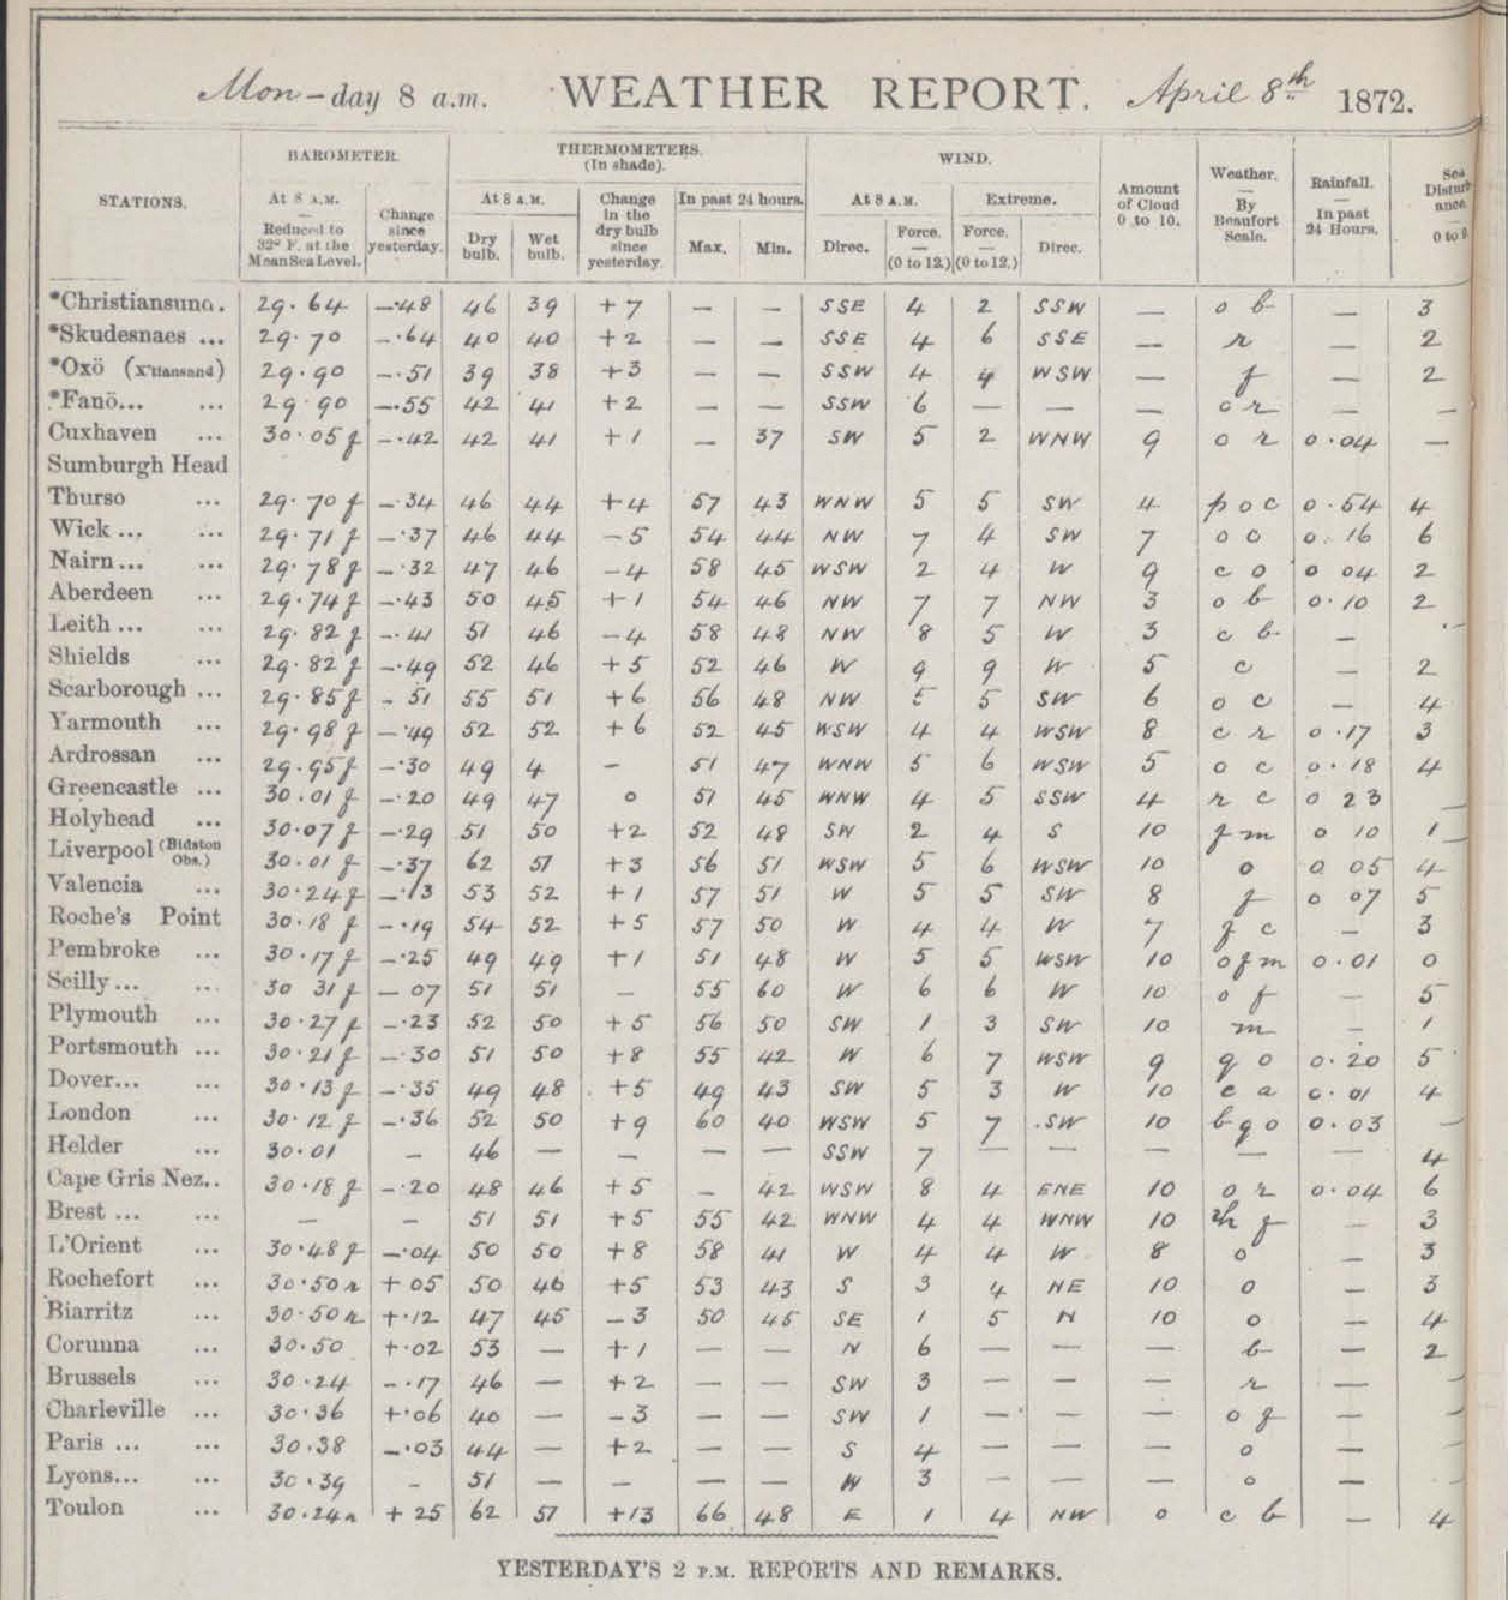 Mon-day 8 a.m. WEATHER REPORT. April 8th 1872.
STATIONS. BAROMETER. THERMOMETERS. (In shade). WIND. Amount of Cloud 0 to 10. Weather. — By Beaufort Scale. Rainfall. — In past 24 Hours. Sea Disturb ance.
At 8 A.M. — Reduced to 32° F. at the Mean Sea Level. Change since yesterday. At 8 A.M. Change in the dry bulb since yesterday. In past 24 hours. At 8 A.M. Extreme.
Dry bulb. Wet bulb. Max. Min. Direc. Force. — (0 to 12.) Force. — (0 to 12.) Direc. 0 to 9.
*Christiansund. 29.64 -.48 46 39 +7 — — SSE 4 2 SSW — o b — 3
*Skudesnaes ... 29.70 -.64 40 40 +2 — — SSE 4 6 SSE — r — 2
*Oxö (X'tiansand) 29.90 -.51 39 38 +3 — — SSW 4 4 WSW — f — 2
*Fanö... ... 29 90 -.55 42 41 +2 — — SSW 6 — — — o r — —
Cuxhaven ... 30.05 f -.42 42 41 +1 — 37 SW 5 2 WNW 9 o r 0.04 —
Sumburgh Head
Thurso ... 29.70 f -.34 46 44 +4 57 43 WNW 5 5 SW 4 p o c 0.54 4
Wick ... ... 29.71 f -.37 46 44 -5 54 44 NW 7 4 SW 7 o c 0.16 6
Nairn ... ... 29.78 f -.32 47 46 -4 58 45 WSW 2 4 W 9 c o 0 04 2
Aberdeen ... 29.74 f -.43 50 45 +1 54 46 NW 7 7 NW 3 o b 0.10 2
Leith ... ... 29.82 f -.41 51 46 -4 58 48 NW 8 5 W 3 c b — —
Shields ... 29.82 f -.49 52 46 +5 52 46 W 9 9 W 5 c — 2
Scarborough ... 29.85 f - 51 55 51 +6 56 48 NW 5 5 SW 6 o c — 4
Yarmouth ... 29.98 f -.49 52 52 +6 52 45 WSW 4 4 WSW 8 c r 0.17 3
Ardrossan ... 29.95 f -.30 49 4 - 51 47 WNW 5 6 WSW 5 o c 0.18 4
Greencastle ... 30.01 f -.20 49 47 0 51 45 WNW 4 5 SSW 4 r c 0 23 —
Holyhead ... 30.07 f -.29 51 50 +2 52 48 SW 2 4 S 10 f m 0 10 1
Liverpool (Bidston Obs.) 30.01 f -.37 62 57 +3 56 51 WSW 5 6 WSW 10 o 0 05 4
Valencia ... 30.24 f -.13 53 52 +1 57 51 W 5 5 SW 8 f 0 07 5
Roche's Point 30.18 f -.19 54 52 +5 57 50 W 4 4 W 7 f c — 3
Pembroke ... 30.17 f -.25 49 49 +1 51 48 W 5 5 WSW 10 o f m 0.01 0
Scilly ... ... 30 31 f - 07 51 51 — 55 60 W 6 6 W 10 o f — 5
Plymouth ... 30.27 f -.23 52 50 +5 56 50 SW 1 3 SW 10 m — 1
Portsmouth ... 30.21 f -.30 51 50 +8 55 42 W 6 7 WSW 9 q o 0.20 5
Dover... ... 30.13 f -.35 49 48 +5 49 43 SW 5 3 W 10 0.01 4
London ... 30.12 f -.36 52 50 +9 60 40 WSW 5 7 SW 10 b q o 0.03 —
Helder ... 30.01 — 46 — — — — SSW 7 — — — — — 4
Cape Gris Nez.. 30.18 f -.20 48 46 +5 — 42 WSW 8 4 ENE 10 o r 0.04 6
Brest ... ... — — 51 51 +5 55 42 WNW 4 4 WNW 10 f — 3
L'Orient ... 30.48 f -.04 50 50 +8 58 41 W 4 4 W 8 o — 3
Rochefort ... 30.50 r + 05 50 46 +5 53 43 S 3 4 NE 10 o — 3
Biarritz ... 30.50 r +.12 47 45 -3 50 45 SE 1 5 N 10 o — 4
Corunna ... 30.50 +.02 53 — +1 — — N 6 — — — b — 2
Brussels ... 30.24 -.17 46 — +2 — — SW 3 — — — r — —
Charleville ... 30.36 +.06 40 — -3 — — SW 1 — — — o f — —
Paris ... ... 30.38 -.03 44 — +2 — — S 4 — — — o — —
Lyons... ... 30.39 - 51 — — — — W 3 — — — o — —
Toulon ... 30.24 r + 25 62 57 +13 66 48 E 1 4 NW 0 c b — 4
YESTERDAY'S 2 P.M. REPORTS AND REMARKS.